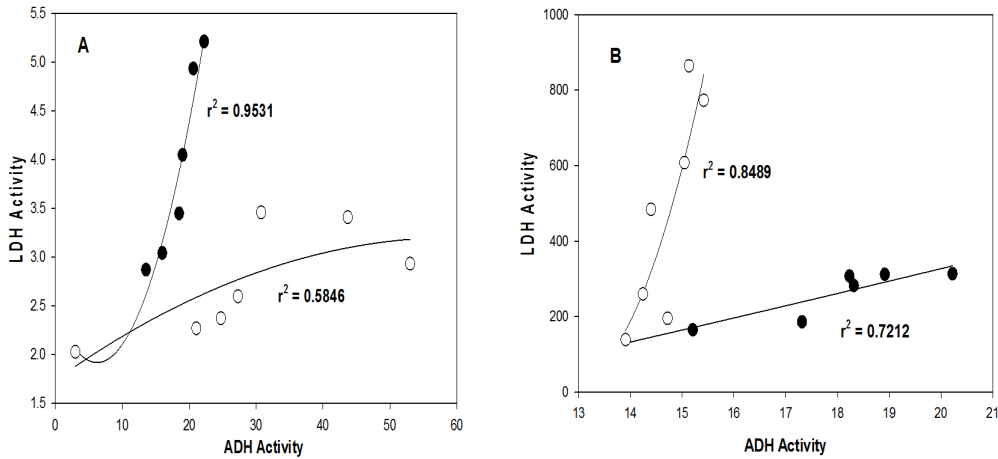 A
5.5
5.0
4.5
4.0
3.5
3.0
2.5
2.0
1.5
LDH Activity
r² = 0.9531
r² = 0.5846
0 10 20 30 40 50 60
ADH Activity
B
1000
800
600
400
200
0
LDH Activity
r² = 0.8489
r² = 0.7212
13 14 15 16 17 18 19 20 21
ADH Activity